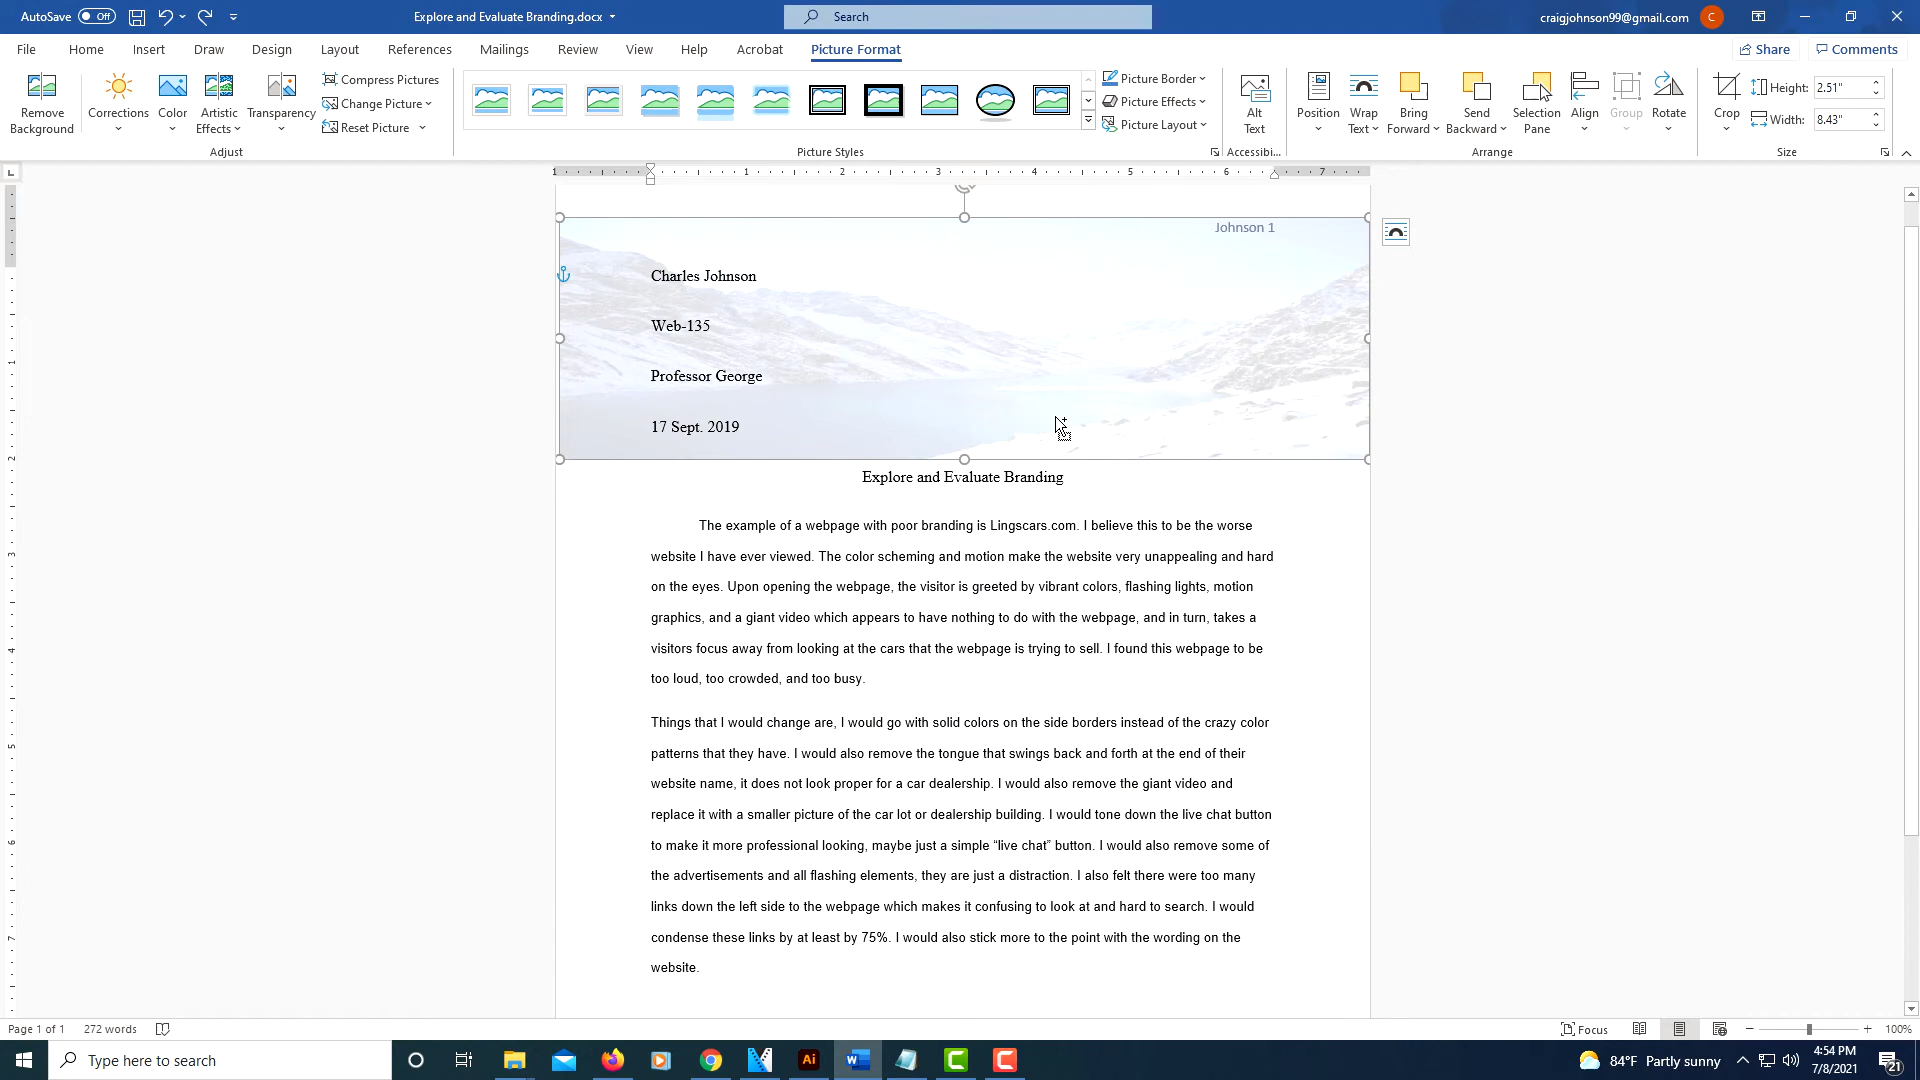 AutoSave Off
Explore and Evaluate Branding.docx
Search
craigjohnson99@gmail.com C
File Home Insert Draw Design Layout References Mailings Review View Help Acrobat Picture Format
Share Comments
Remove Background
Corrections
Color
Artistic Effects
Transparency
Compress Pictures
Change Picture
Reset Picture
Adjust
Picture Styles
Picture Border
Picture Effects
Picture Layout
Alt Text
Accessibi...
Position
Wrap Text
Bring Forward
Send Backward
Selection Pane
Align
Group
Rotate
Arrange
Crop
Height: 2.51"
Width: 8.43"
Size
1 1 2 3 4 5 6 7
1
2
3
4
5
6
7
Johnson 1
Charles Johnson
Web-135
Professor George
17 Sept. 2019
Explore and Evaluate Branding
The example of a webpage with poor branding is Lingscars.com. I believe this to be the worse
website I have ever viewed. The color scheming and motion make the website very unappealing and hard
on the eyes. Upon opening the webpage, the visitor is greeted by vibrant colors, flashing lights, motion
graphics, and a giant video which appears to have nothing to do with the webpage, and in turn, takes a
visitors focus away from looking at the cars that the webpage is trying to sell. I found this webpage to be
too loud, too crowded, and too busy.
Things that I would change are, I would go with solid colors on the side borders instead of the crazy color
patterns that they have. I would also remove the tongue that swings back and forth at the end of their
website name, it does not look proper for a car dealership. I would also remove the giant video and
replace it with a smaller picture of the car lot or dealership building. I would tone down the live chat button
to make it more professional looking, maybe just a simple “live chat” button. I would also remove some of
the advertisements and all flashing elements, they are just a distraction. I also felt there were too many
links down the left side to the webpage which makes it confusing to look at and hard to search. I would
condense these links by at least by 75%. I would also stick more to the point with the wording on the
website.
Page 1 of 1 272 words
Focus
100%
Type here to search
Ai
84°F Partly sunny
4:54 PM
7/8/2021
21